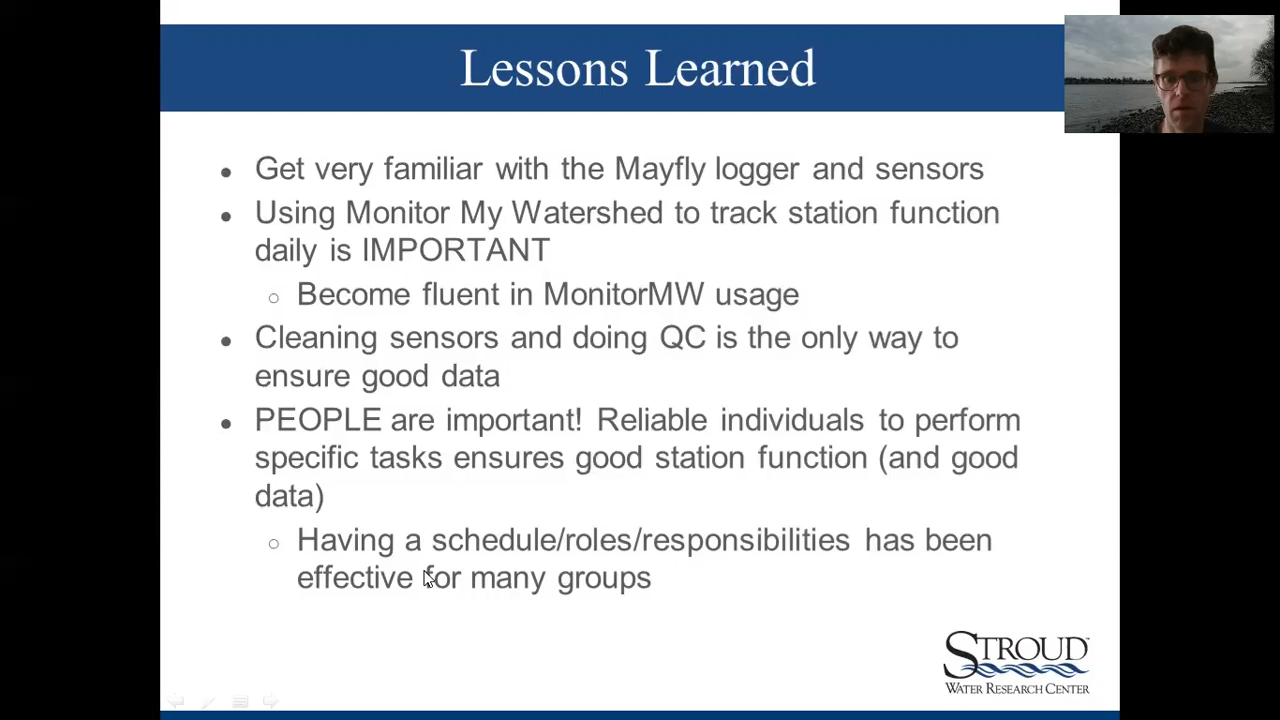 Lessons Learned
● Get very familiar with the Mayfly logger and sensors
● Using Monitor My Watershed to track station function
daily is IMPORTANT
○ Become fluent in MonitorMW usage
● Cleaning sensors and doing QC is the only way to
ensure good data
● PEOPLE are important! Reliable individuals to perform
specific tasks ensures good station function (and good
data)
○ Having a schedule/roles/responsibilities has been
effective for many groups
STROUD™
WATER RESEARCH CENTER